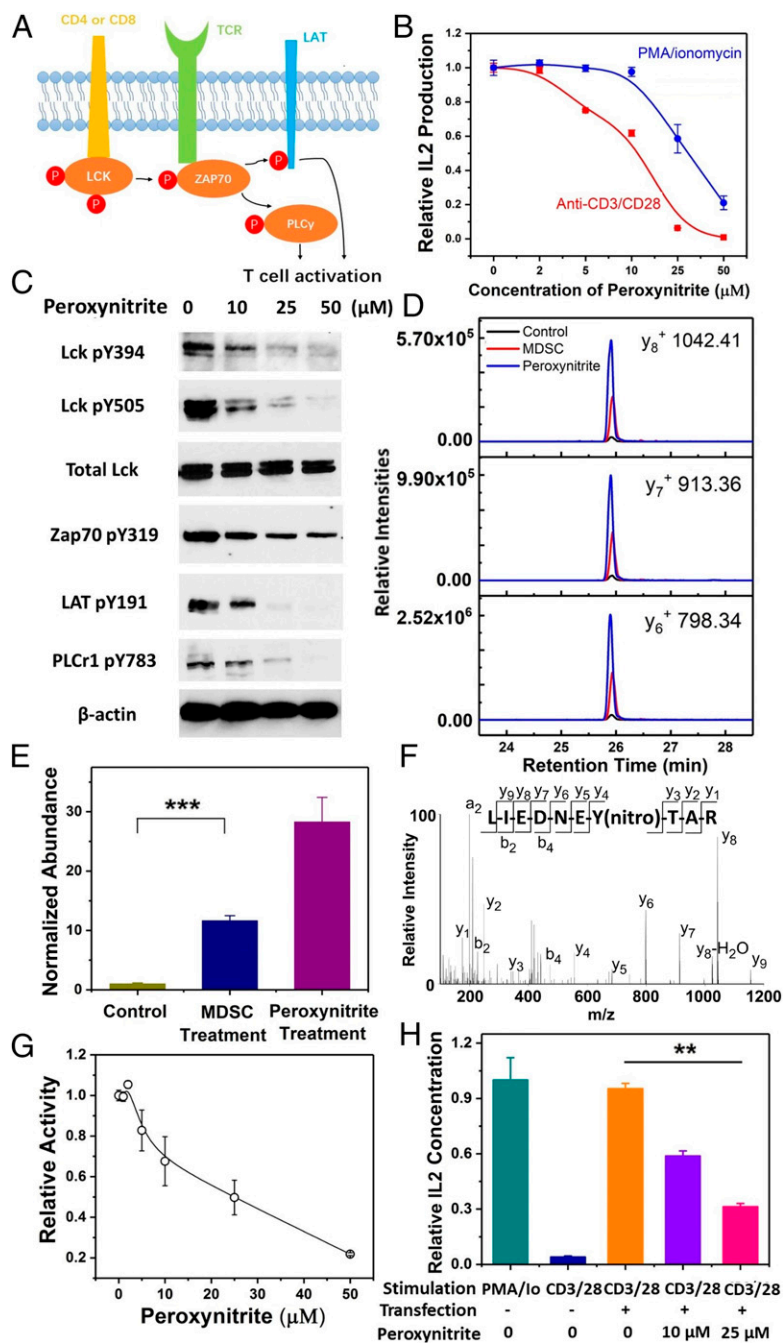 A
CD4 or CD8
TCR
LAT
P
LCK
P
P
ZAP70
P
P
PLCγ
T cell activation
B
Relative IL2 Production
1.2
1.0
0.8
0.6
0.4
0.2
0.0
PMA/ionomycin
Anti-CD3/CD28
0 2 5 10 25 50
Concentration of Peroxynitrite (μM)
C
Peroxynitrite 0 10 25 50 (μM)
Lck pY394
Lck pY505
Total Lck
Zap70 pY319
LAT pY191
PLCr1 pY783
β-actin
D
Relative Intensities
5.70x10⁵
0.00
Control
MDSC
Peroxynitrite
y₈⁺ 1042.41
9.90x10⁵
0.00
y₇⁺ 913.36
2.52x10⁶
0.00
y₆⁺ 798.34
24 25 26 27 28
Retention Time (min)
E
Normalized Abundance
30
20
10
0
***
Control
MDSC Treatment
Peroxynitrite Treatment
F
Relative Intensity
100
50
0
y₉ y₈ y₇ y₆ y₅ y₄ y₃ y₂ y₁
L-I-E-D-N-E-Y(nitro)-T-A-R
b₂ b₄
a₂
y₁
b₂
y₂
y₃
b₄
y₄
y₅
y₆
y₇
y₈-H₂O
y₈
y₉
200 400 600 800 1000 1200
m/z
G
Relative Activity
1.2
1.0
0.8
0.6
0.4
0.2
0 10 20 30 40 50
Peroxynitrite (μM)
H
Relative IL2 Concentration
1.2
0.9
0.6
0.3
0.0
**
Stimulation PMA/Io CD3/28 CD3/28 CD3/28 CD3/28
Transfection - - + + +
Peroxynitrite 0 0 0 10 μM 25 μM